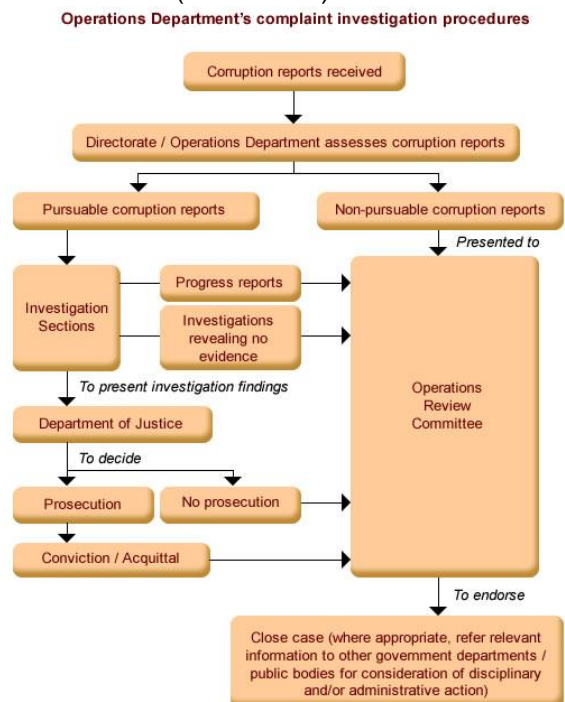 Operations Department's complaint investigation procedures
Corruption reports received
Directorate / Operations Department assesses corruption reports
Pursuable corruption reports
Non-pursuable corruption reports
Presented to
Investigation
Sections
Progress reports
Investigations
revealing no
evidence
Operations
Review
Committee
To present investigation findings
Department of Justice
To decide
Prosecution
No prosecution
Conviction / Acquittal
To endorse
Close case (where appropriate, refer relevant
information to other government departments /
public bodies for consideration of disciplinary
and/or administrative action)